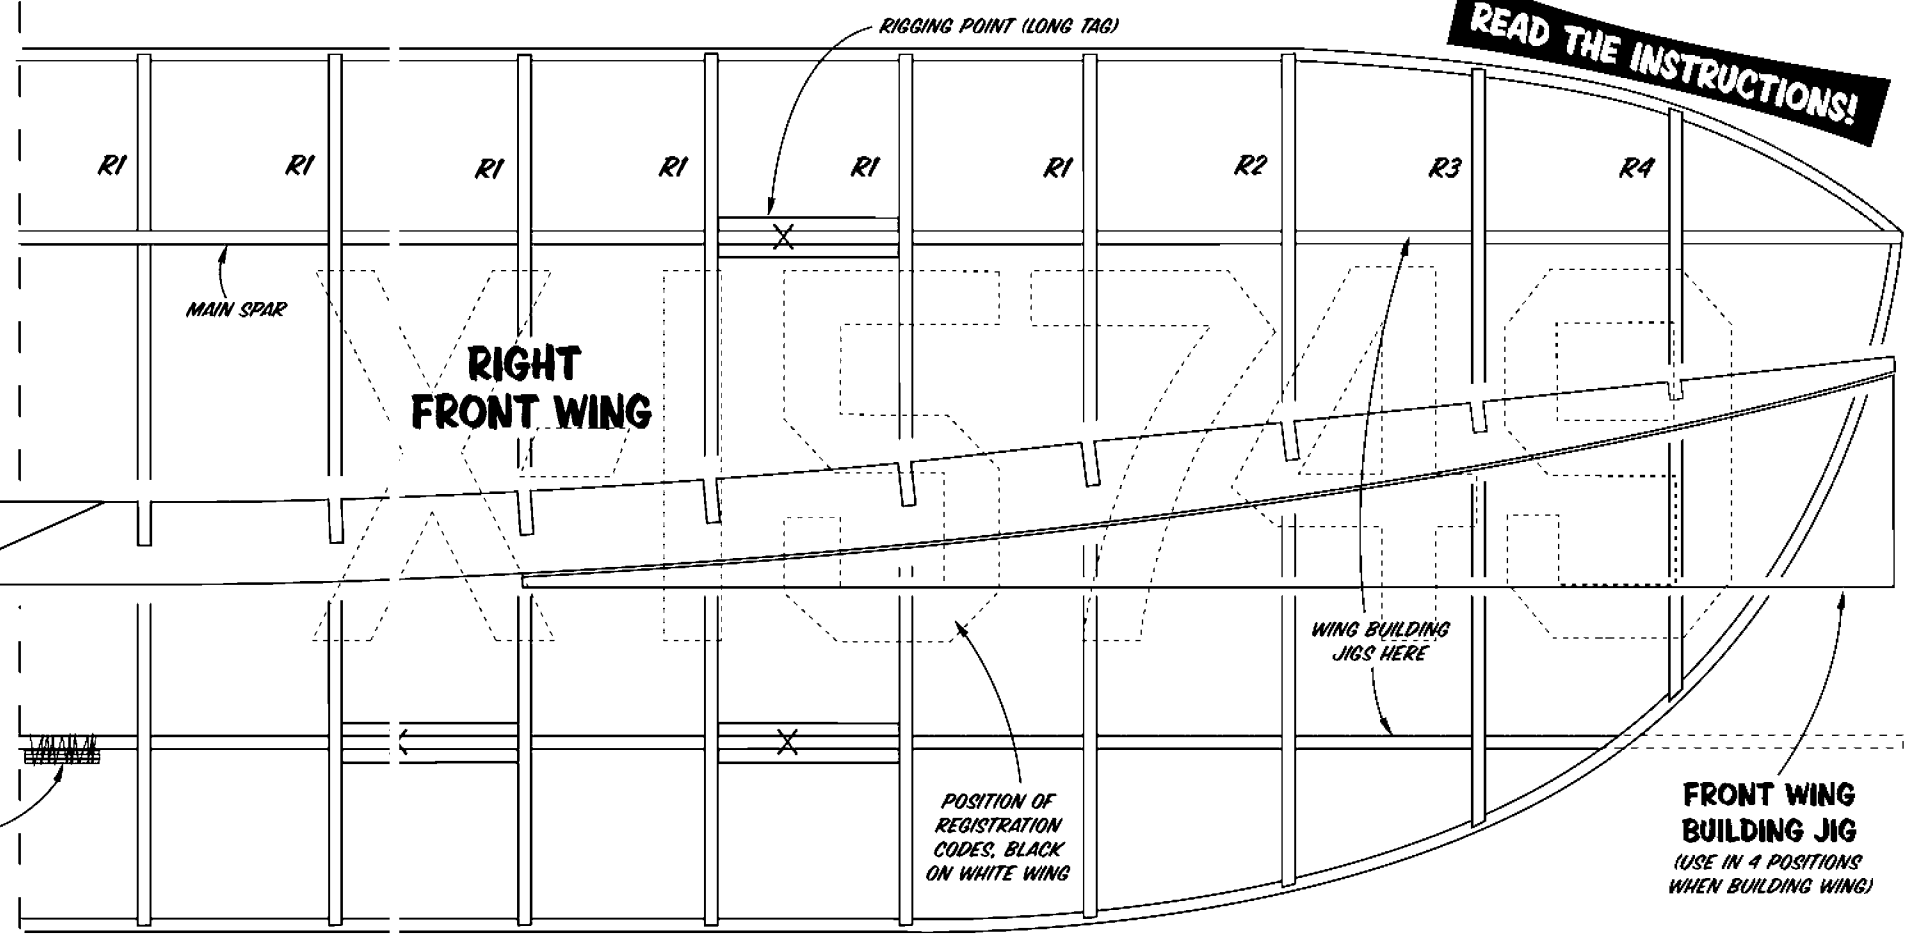 RIGGING POINT (LONG TAG)
READ THE INSTRUCTIONS!
R1 R1 R1 R1 R1 R1 R2 R3 R4
X X
MAIN SPAR
X-15749
RIGHT
FRONT WING
WING BUILDING
JIGS HERE
X
POSITION OF
REGISTRATION
CODES, BLACK
ON WHITE WING
FRONT WING
BUILDING JIG
(USE IN 4 POSITIONS
WHEN BUILDING WING)